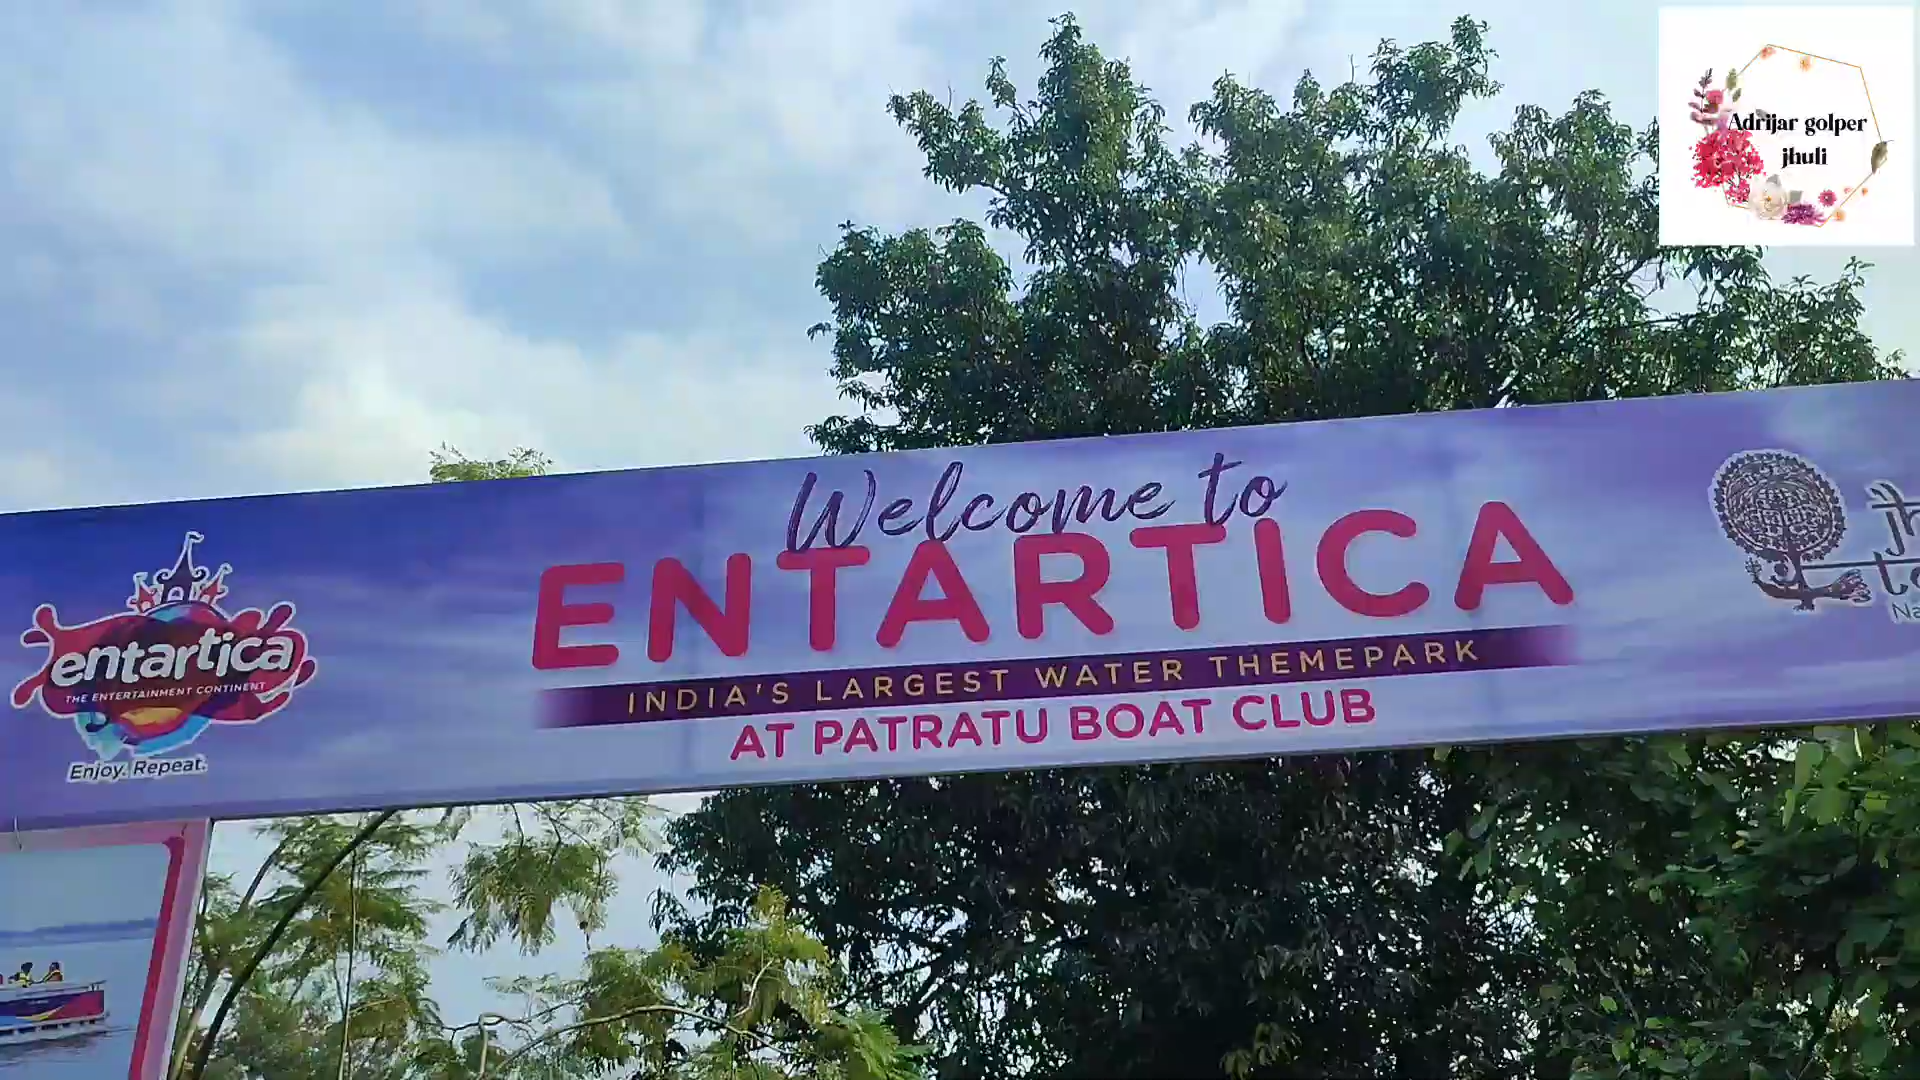 Adrijar golper
jhuli
Welcome to
ENTARTICA
INDIA'S LARGEST WATER THEMEPARK
AT PATRATU BOAT CLUB
entartica
THE ENTERTAINMENT CONTINENT
Enjoy. Repeat.